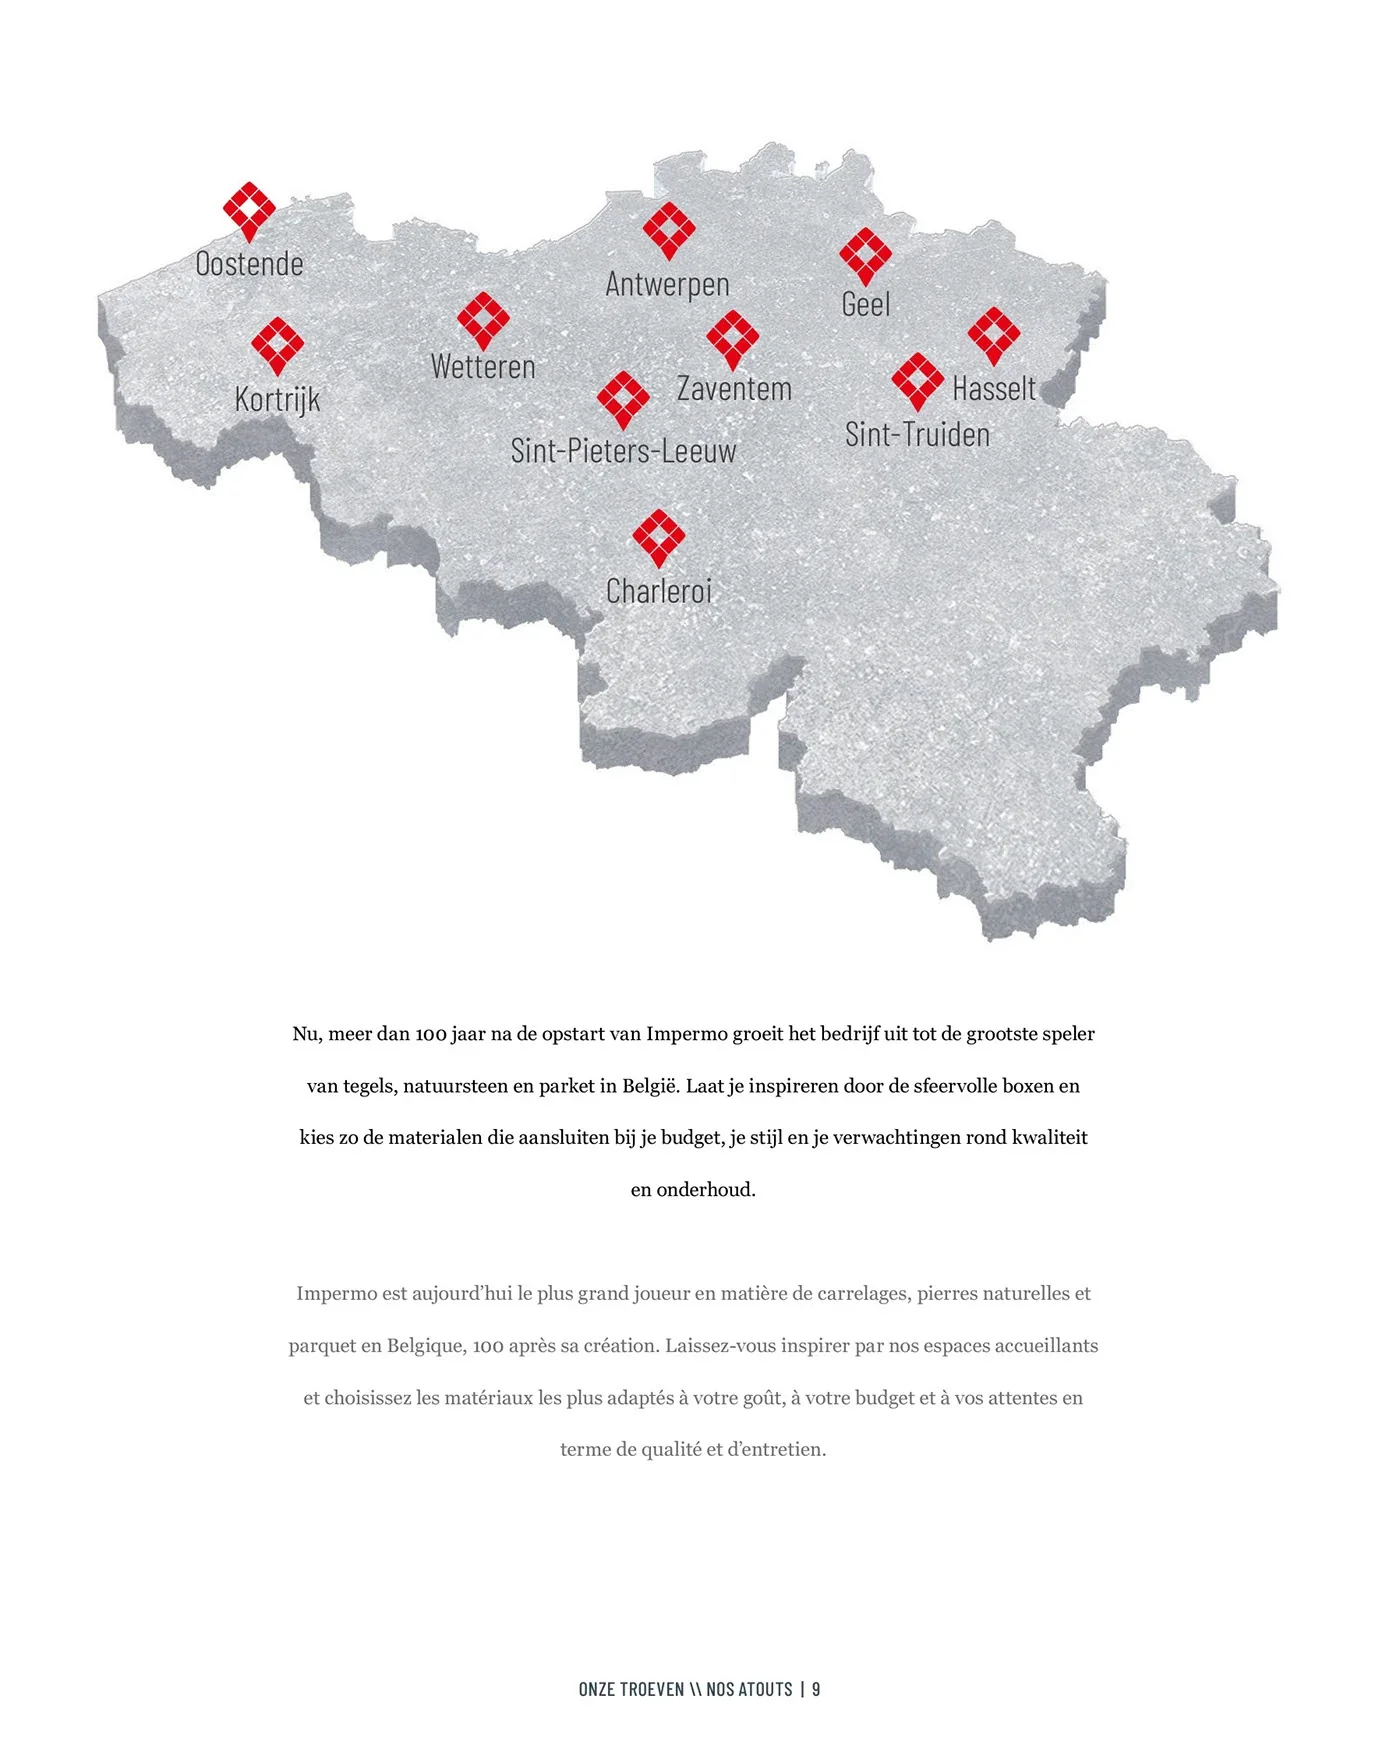 Oostende
Antwerpen
Geel
Wetteren
Zaventem
Hasselt
Kortrijk
Sint-Truiden
Sint-Pieters-Leeuw
Charleroi
Nu, meer dan 100 jaar na de opstart van Impermo groeit het bedrijf uit tot de grootste speler
van tegels, natuursteen en parket in België. Laat je inspireren door de sfeervolle boxen en
kies zo de materialen die aansluiten bij je budget, je stijl en je verwachtingen rond kwaliteit
en onderhoud.
Impermo est aujourd’hui le plus grand joueur en matière de carrelages, pierres naturelles et
parquet en Belgique, 100 après sa création. Laissez-vous inspirer par nos espaces accueillants
et choisissez les matériaux les plus adaptés à votre goût, à votre budget et à vos attentes en
terme de qualité et d’entretien.
ONZE TROEVEN \\ NOS ATOUTS | 9